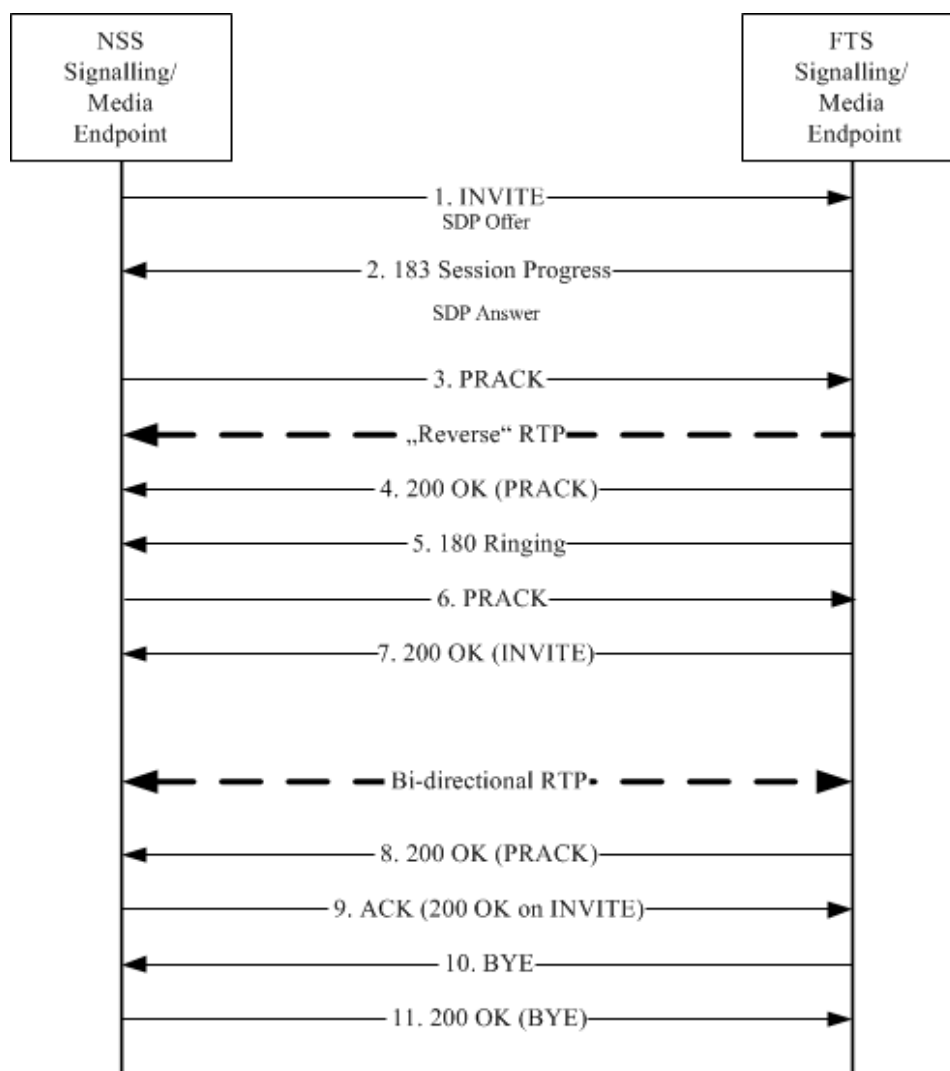 NSS
Signalling/
Media
Endpoint
FTS
Signalling/
Media
Endpoint
1. INVITE
SDP Offer
2. 183 Session Progress
SDP Answer
3. PRACK
„Reverse“ RTP
4. 200 OK (PRACK)
5. 180 Ringing
6. PRACK
7. 200 OK (INVITE)
Bi-directional RTP
8. 200 OK (PRACK)
9. ACK (200 OK on INVITE)
10. BYE
11. 200 OK (BYE)